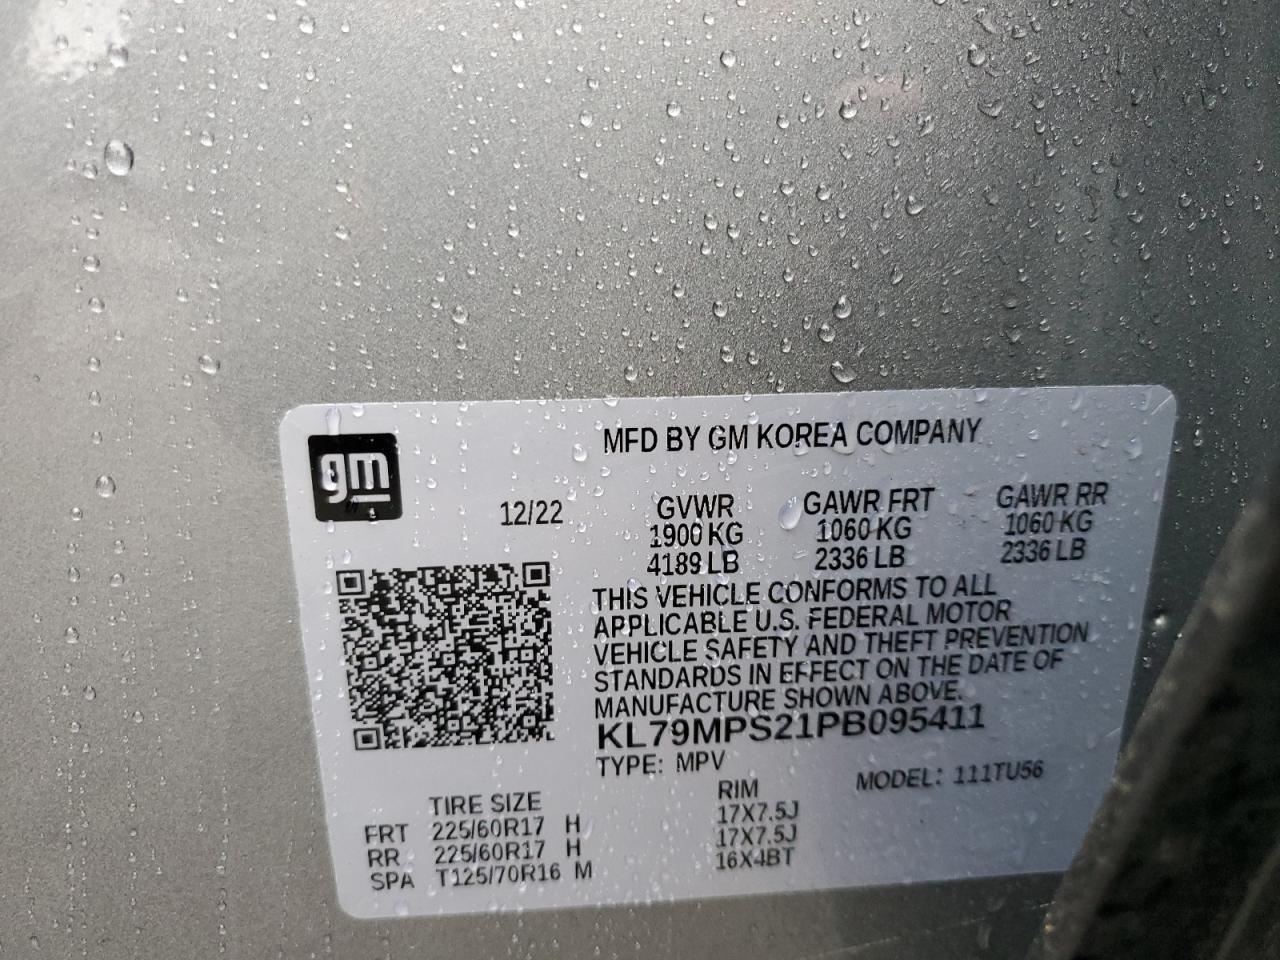 gm
MFD BY GM KOREA COMPANY
12/22 GVWR GAWR FRT GAWR RR
1900 KG 1060 KG 1060 KG
4189 LB 2336 LB 2336 LB
THIS VEHICLE CONFORMS TO ALL
APPLICABLE U.S. FEDERAL MOTOR
VEHICLE SAFETY AND THEFT PREVENTION
STANDARDS IN EFFECT ON THE DATE OF
MANUFACTURE SHOWN ABOVE.
KL79MPS21PB095411
TYPE: MPV MODEL: 111TU56
TIRE SIZE RIM
FRT 225/60R17 H 17X7.5J
RR 225/60R17 H 17X7.5J
SPA T125/70R16 M 16X4BT